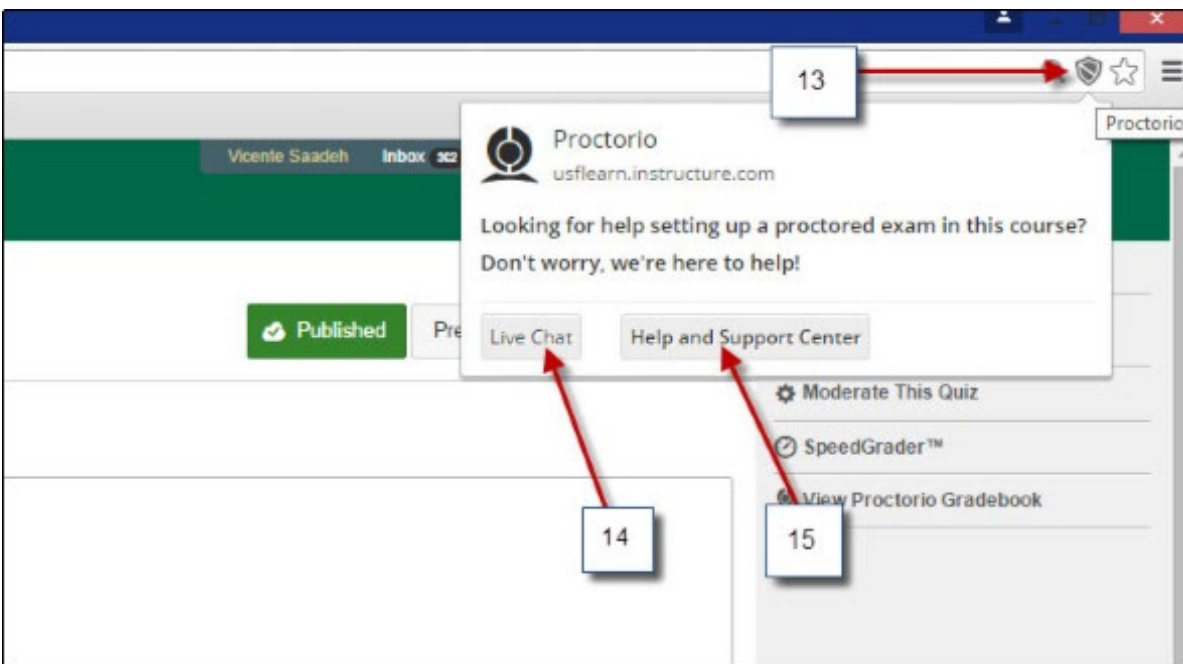 13
Proctorio
Proctorio
usflearn.instructure.com
Vicente Saadeh Inbox
Looking for help setting up a proctored exam in this course?
Don't worry, we're here to help!
Published Pre
Live Chat Help and Support Center
Moderate This Quiz
SpeedGrader™
View Proctorio Gradebook
14
15